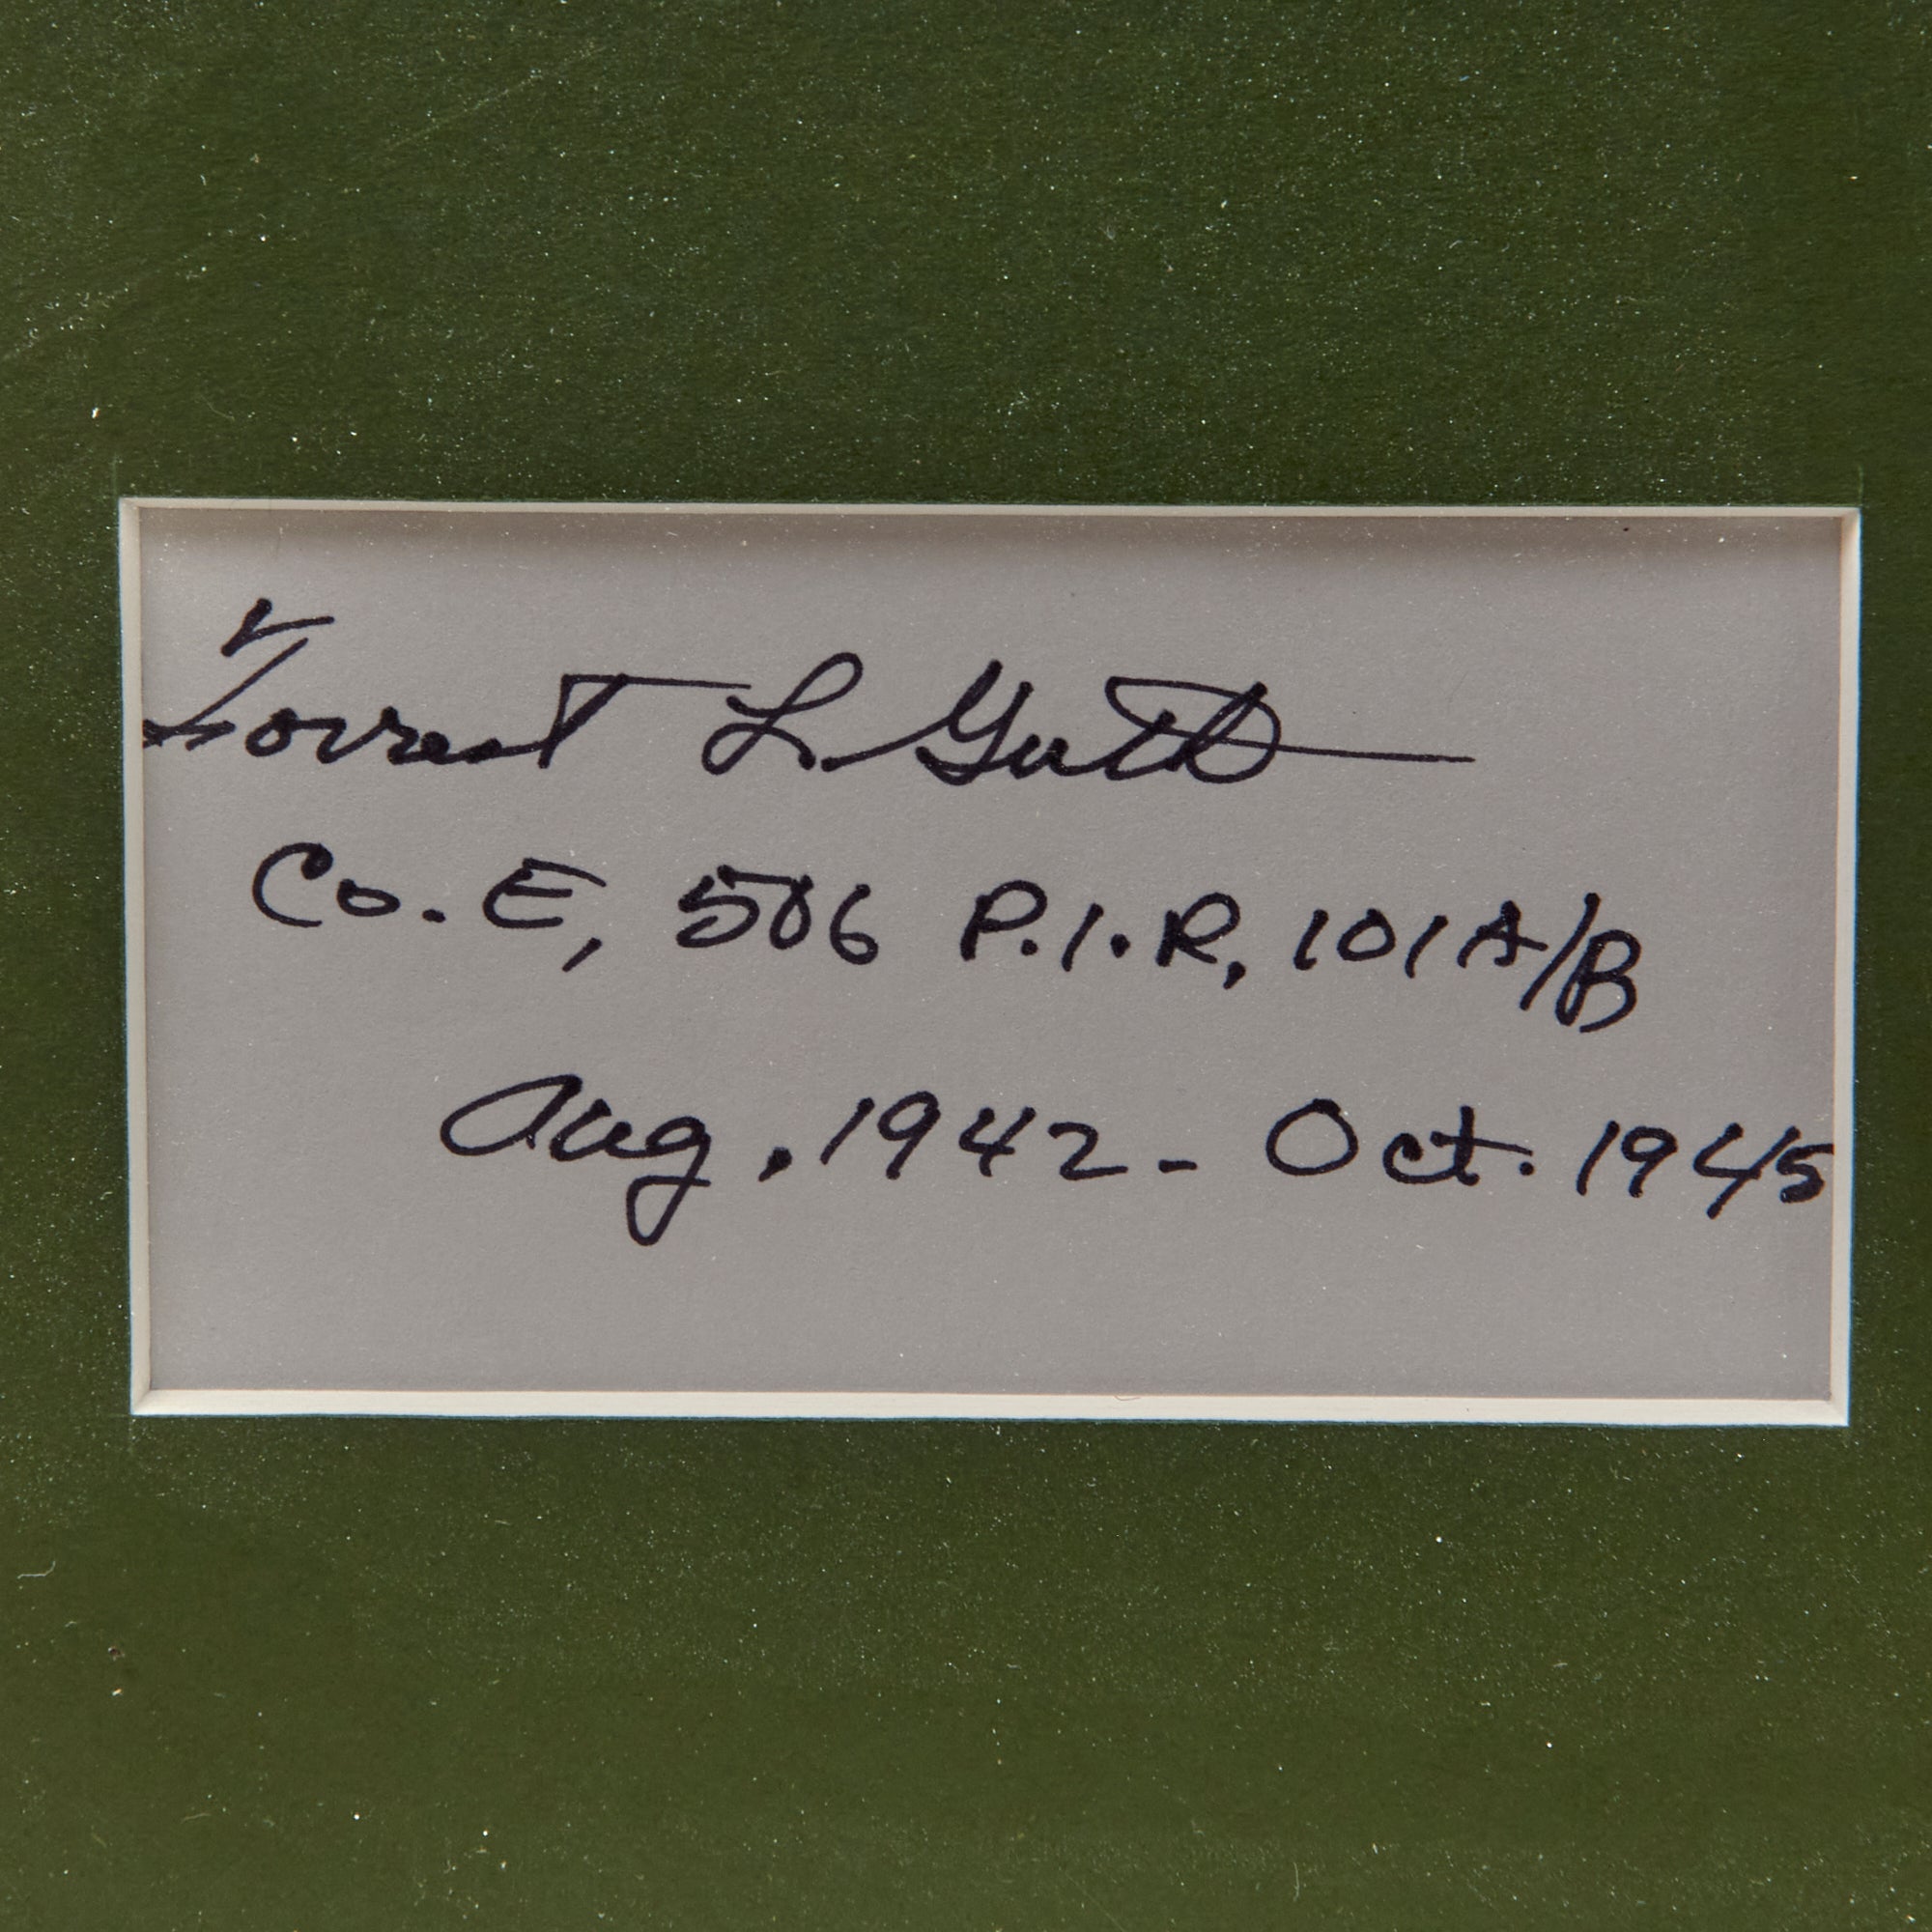 Forrest L. Guth
Co. E, 506 P.I.R, 101 A/B
Aug, 1942 - Oct. 1945